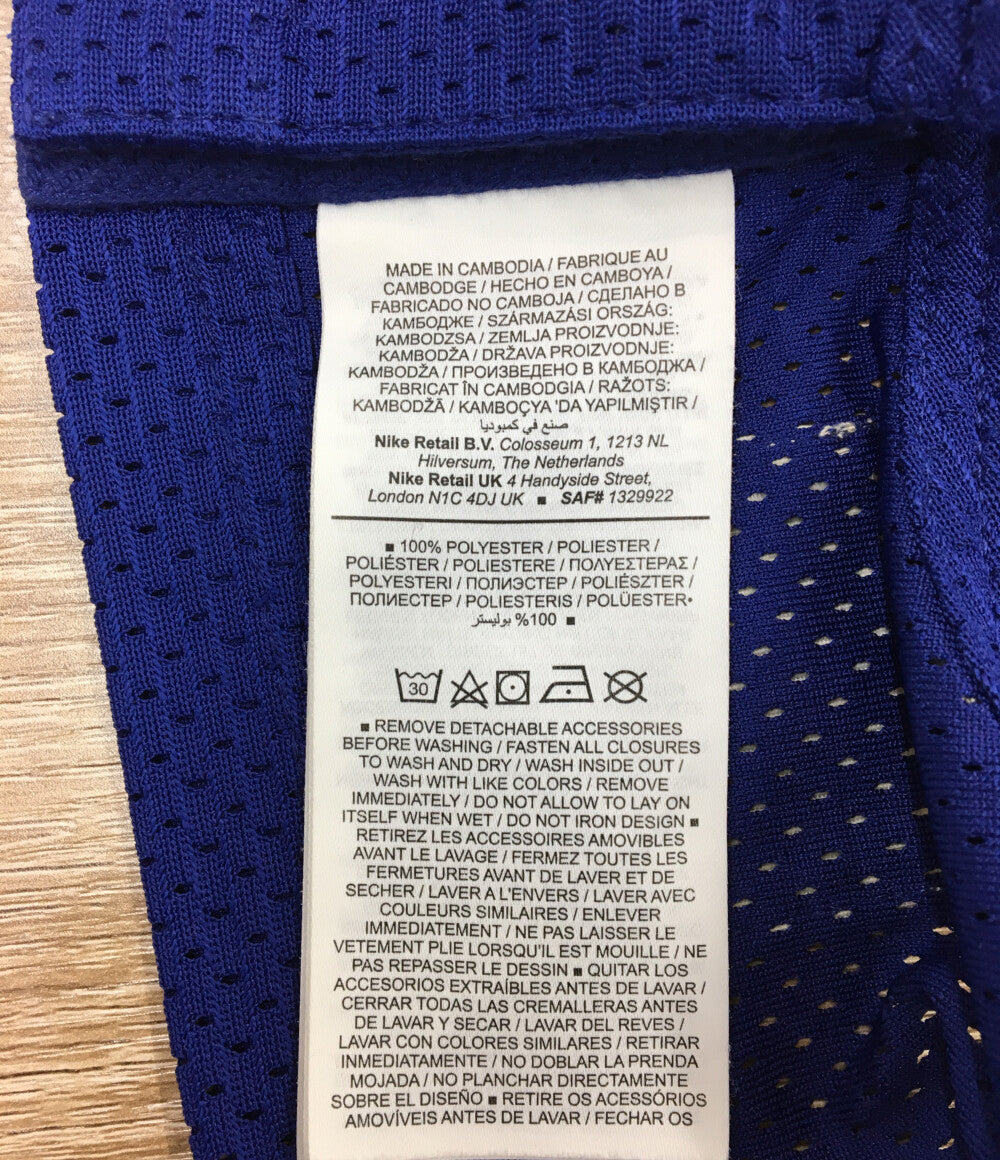 MADE IN CAMBODIA / FABRIQUE AU
CAMBODGE / HECHO EN CAMBOYA /
FABRICADO NO CAMBOJA / СДЕЛАНО В
КАМБОДЖЕ / SZÁRMAZÁSI ORSZÁG:
KAMBODZSA / ZEMLJA PROIZVODNJE:
KAMBODŽA / DRŽAVA PROIZVODNJE:
KAMBODŽA / ПРОИЗВЕДЕНО В КАМБОДЖА /
FABRICAT ÎN CAMBODGIA / RAŽOTS:
KAMBODŽĀ / KAMBOÇYA 'DA YAPILMIŞTIR /
صنع في كمبوديا
Nike Retail B.V. Colosseum 1, 1213 NL
Hilversum, The Netherlands
Nike Retail UK 4 Handyside Street,
London N1C 4DJ UK ■ SAF# 1329922
■ 100% POLYESTER / POLIESTER /
POLIÉSTER / POLIESTERE / ΠΟΛΥΕΣΤΕΡΑΣ /
POLYESTERI / ПОЛИЭСТЕР / POLIÉSZTER /
ПОЛИЕСТЕР / POLIESTERIS / POLÜESTER•
■ 100% بوليستر
30
■ REMOVE DETACHABLE ACCESSORIES
BEFORE WASHING / FASTEN ALL CLOSURES
TO WASH AND DRY / WASH INSIDE OUT /
WASH WITH LIKE COLORS / REMOVE
IMMEDIATELY / DO NOT ALLOW TO LAY ON
ITSELF WHEN WET / DO NOT IRON DESIGN ■
RETIREZ LES ACCESSOIRES AMOVIBLES
AVANT LE LAVAGE / FERMEZ TOUTES LES
FERMETURES AVANT DE LAVER ET DE
SECHER / LAVER A L'ENVERS / LAVER AVEC
COULEURS SIMILAIRES / ENLEVER
IMMEDIATEMENT / NE PAS LAISSER LE
VETEMENT PLIE LORSQU'IL EST MOUILLE / NE
PAS REPASSER LE DESSIN ■ QUITAR LOS
ACCESORIOS EXTRAÍBLES ANTES DE LAVAR /
CERRAR TODAS LAS CREMALLERAS ANTES
DE LAVAR Y SECAR / LAVAR DEL REVES /
LAVAR CON COLORES SIMILARES / RETIRAR
INMEDIATAMENTE / NO DOBLAR LA PRENDA
MOJADA / NO PLANCHAR DIRECTAMENTE
SOBRE EL DISEÑO ■ RETIRE OS ACESSÓRIOS
AMOVÍVEIS ANTES DE LAVAR / FECHAR OS